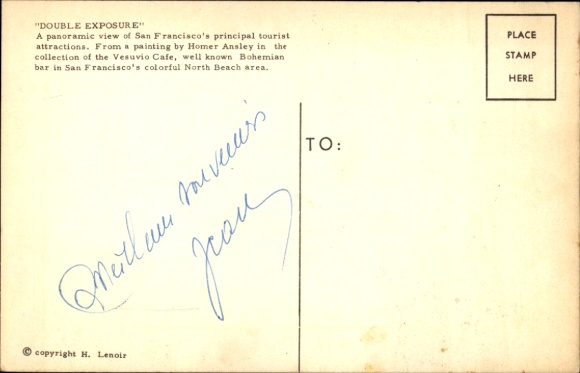 "DOUBLE EXPOSURE"
A panoramic view of San Francisco's principal tourist
attractions. From a painting by Homer Ansley in the
collection of the Vesuvio Cafe, well known Bohemian
bar in San Francisco's colorful North Beach area.
PLACE
STAMP
HERE
TO:
souvenirs
Jean
© copyright H. Lenoir